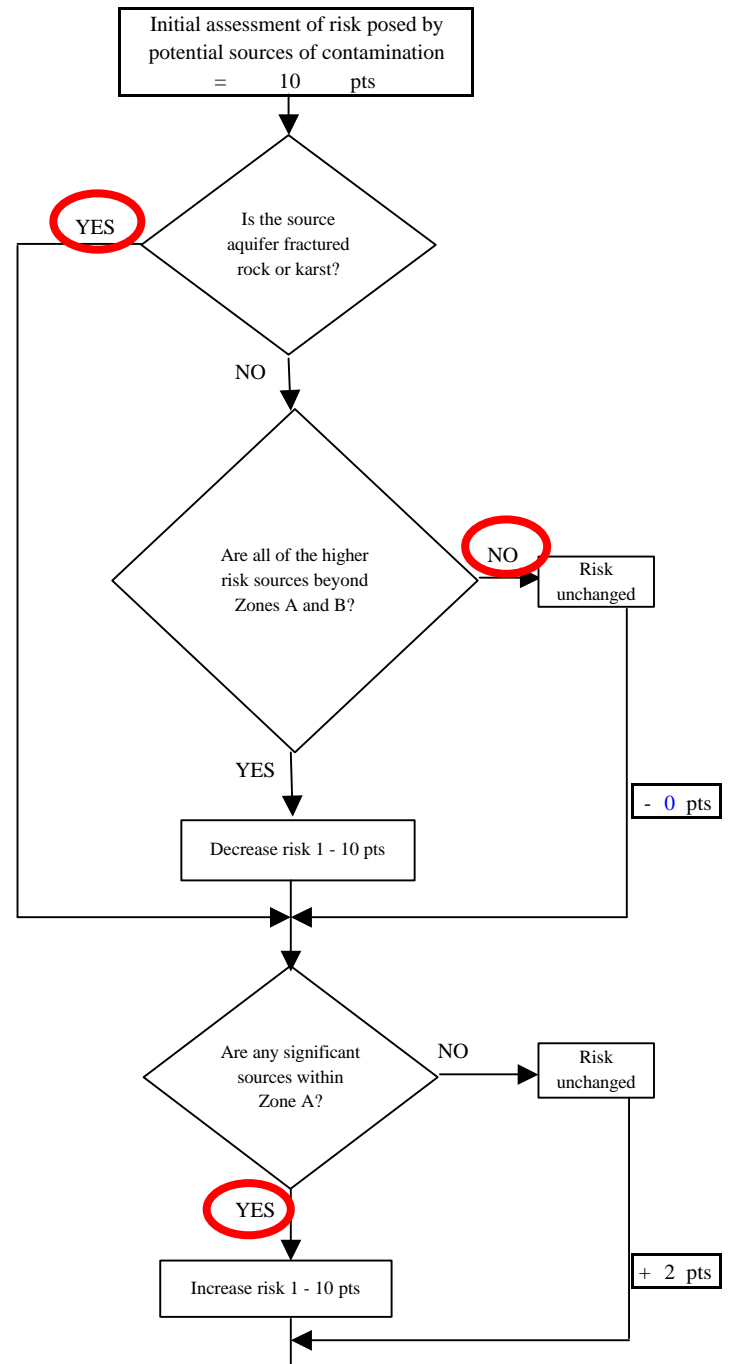 Initial assessment of risk posed by
potential sources of contamination
= 10 pts
YES
Is the source
aquifer fractured
rock or karst?
NO
Are all of the higher
risk sources beyond
Zones A and B?
NO
Risk
unchanged
YES
- 0 pts
Decrease risk 1 - 10 pts
Are any significant
sources within
Zone A?
NO
Risk
unchanged
YES
+ 2 pts
Increase risk 1 - 10 pts